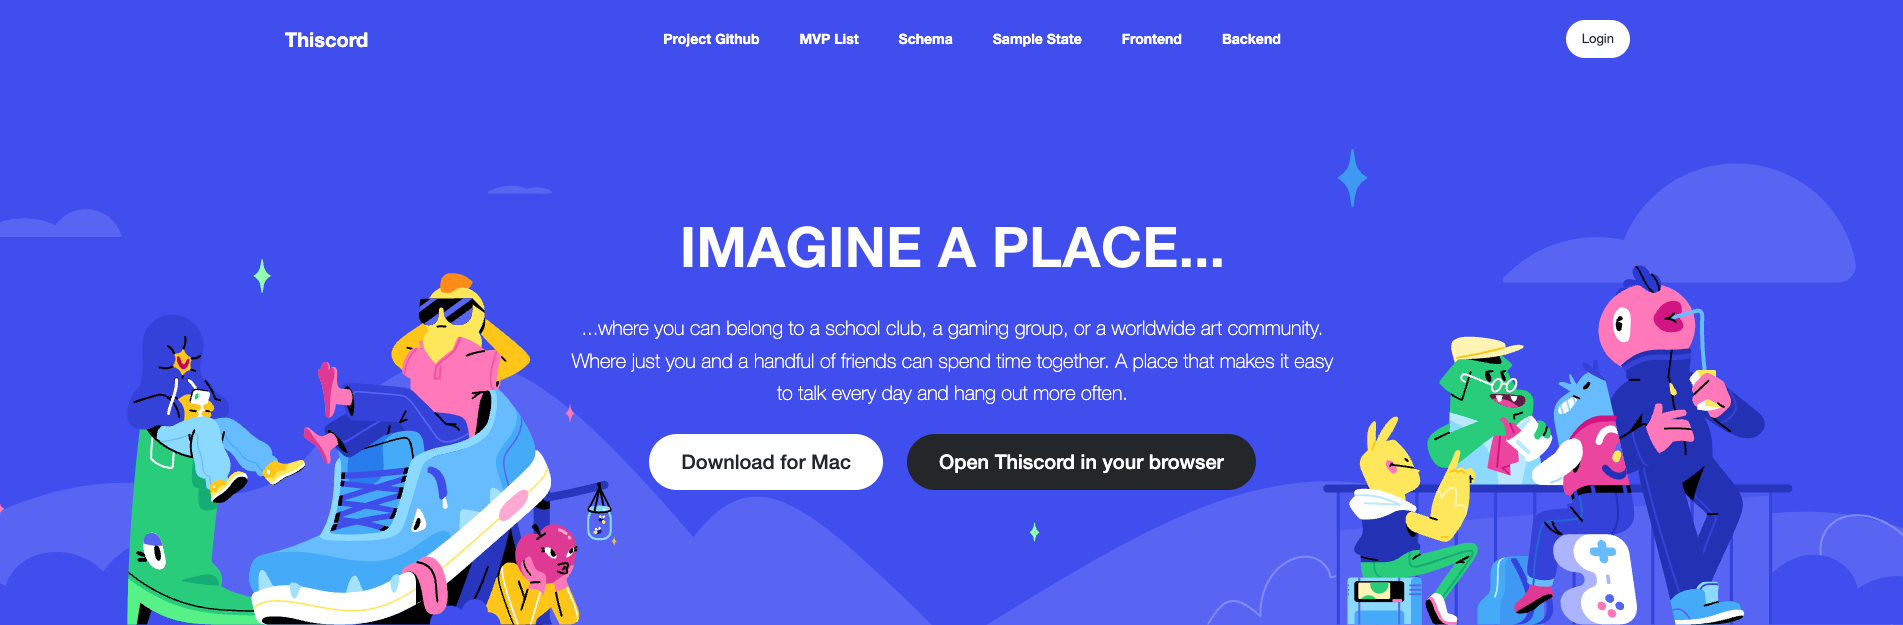 Thiscord
Project Github
MVP List
Schema
Sample State
Frontend
Backend
Login
IMAGINE A PLACE...
...where you can belong to a school club, a gaming group, or a worldwide art community.
Where just you and a handful of friends can spend time together. A place that makes it easy
to talk every day and hang out more often.
Download for Mac
Open Thiscord in your browser